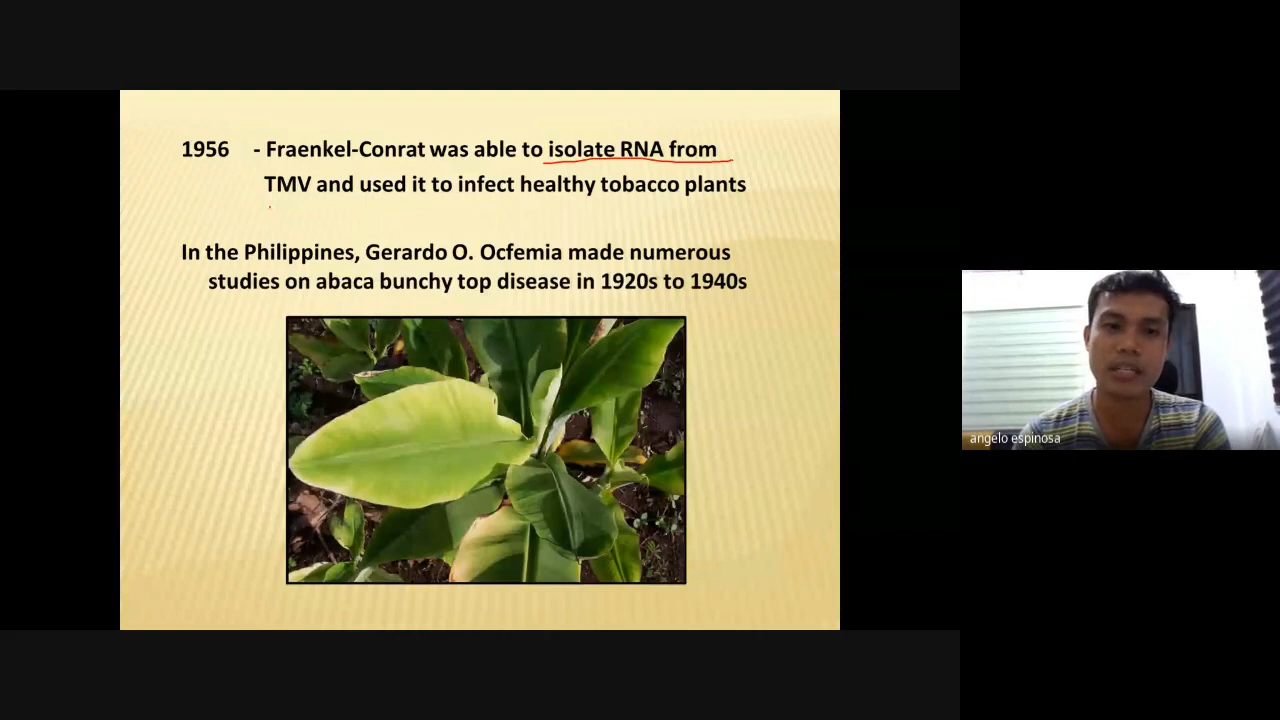 1956 - Fraenkel-Conrat was able to isolate RNA from
TMV and used it to infect healthy tobacco plants
In the Philippines, Gerardo O. Ocfemia made numerous
studies on abaca bunchy top disease in 1920s to 1940s
angelo espinosa